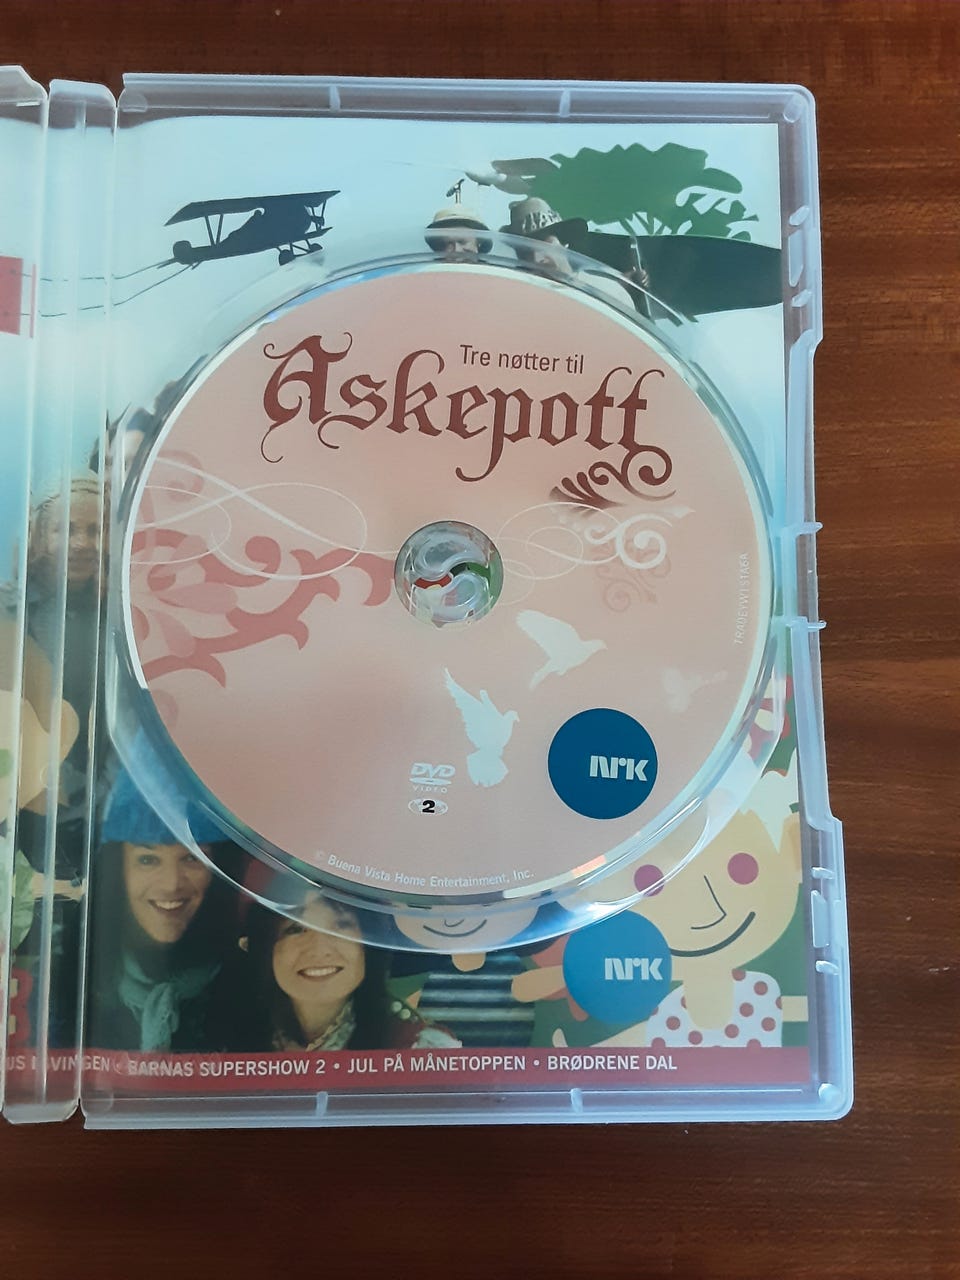 Tre nøtter til
Askepott
TRADEYW1S1A6A
NRK
DVD
VIDEO
2
© Buena Vista Home Entertainment, Inc.
NRK
BARNAS SUPERSHOW 2 • JUL PÅ MÅNETOPPEN • BRØDRENE DAL